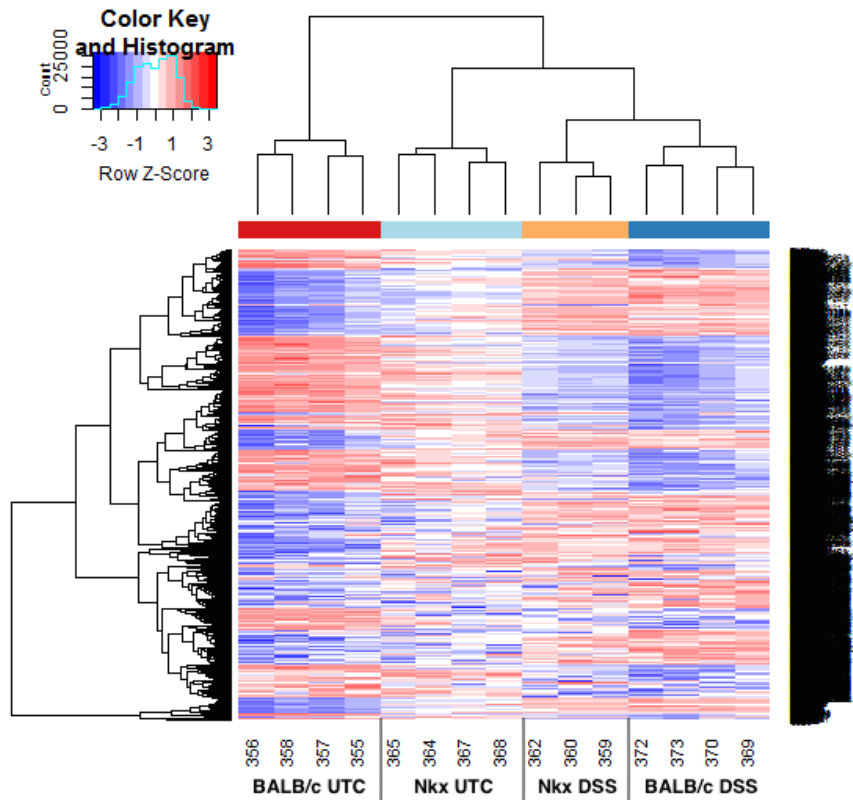 Color Key
and Histogram
Count
0 25000
-3 -1 1 3
Row Z-Score
356 358 357 355 365 364 367 368 362 360 359 372 373 370 369
BALB/c UTC Nkx UTC Nkx DSS BALB/c DSS